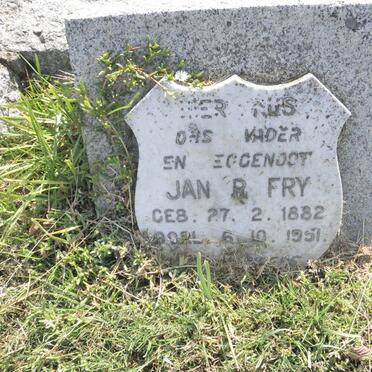 HIER RUS
ONS VADER
EN EGGENOOT
JAN R. FRY
GEB. 27. 2. 1882
OORL. 6. 10. 1951.